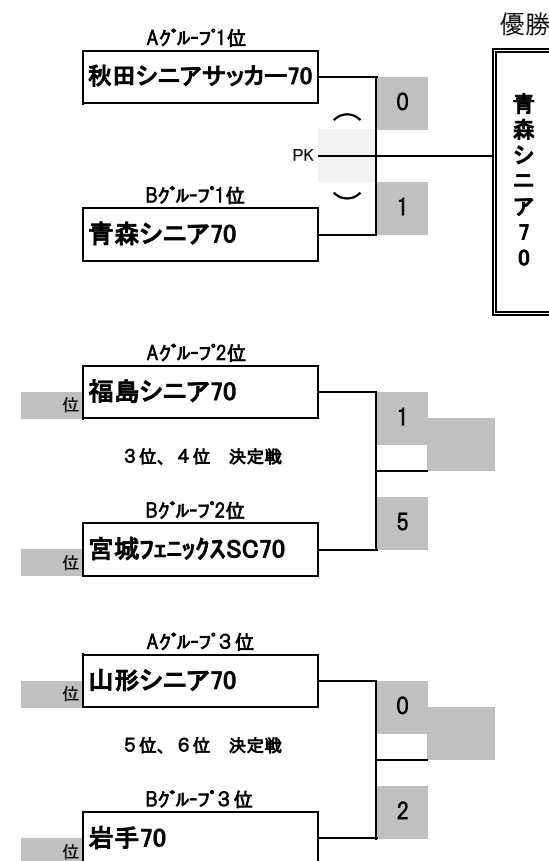 優勝
Aグループ1位
秋田シニアサッカー70
0
青森シニア70
PK
(
)
Bグループ1位
青森シニア70
1
Aグループ2位
福島シニア70
位
1
3位、4位 決定戦
Bグループ2位
宮城フェニックスSC70
位
5
Aグループ3位
山形シニア70
位
0
5位、6位 決定戦
Bグループ3位
岩手70
位
2